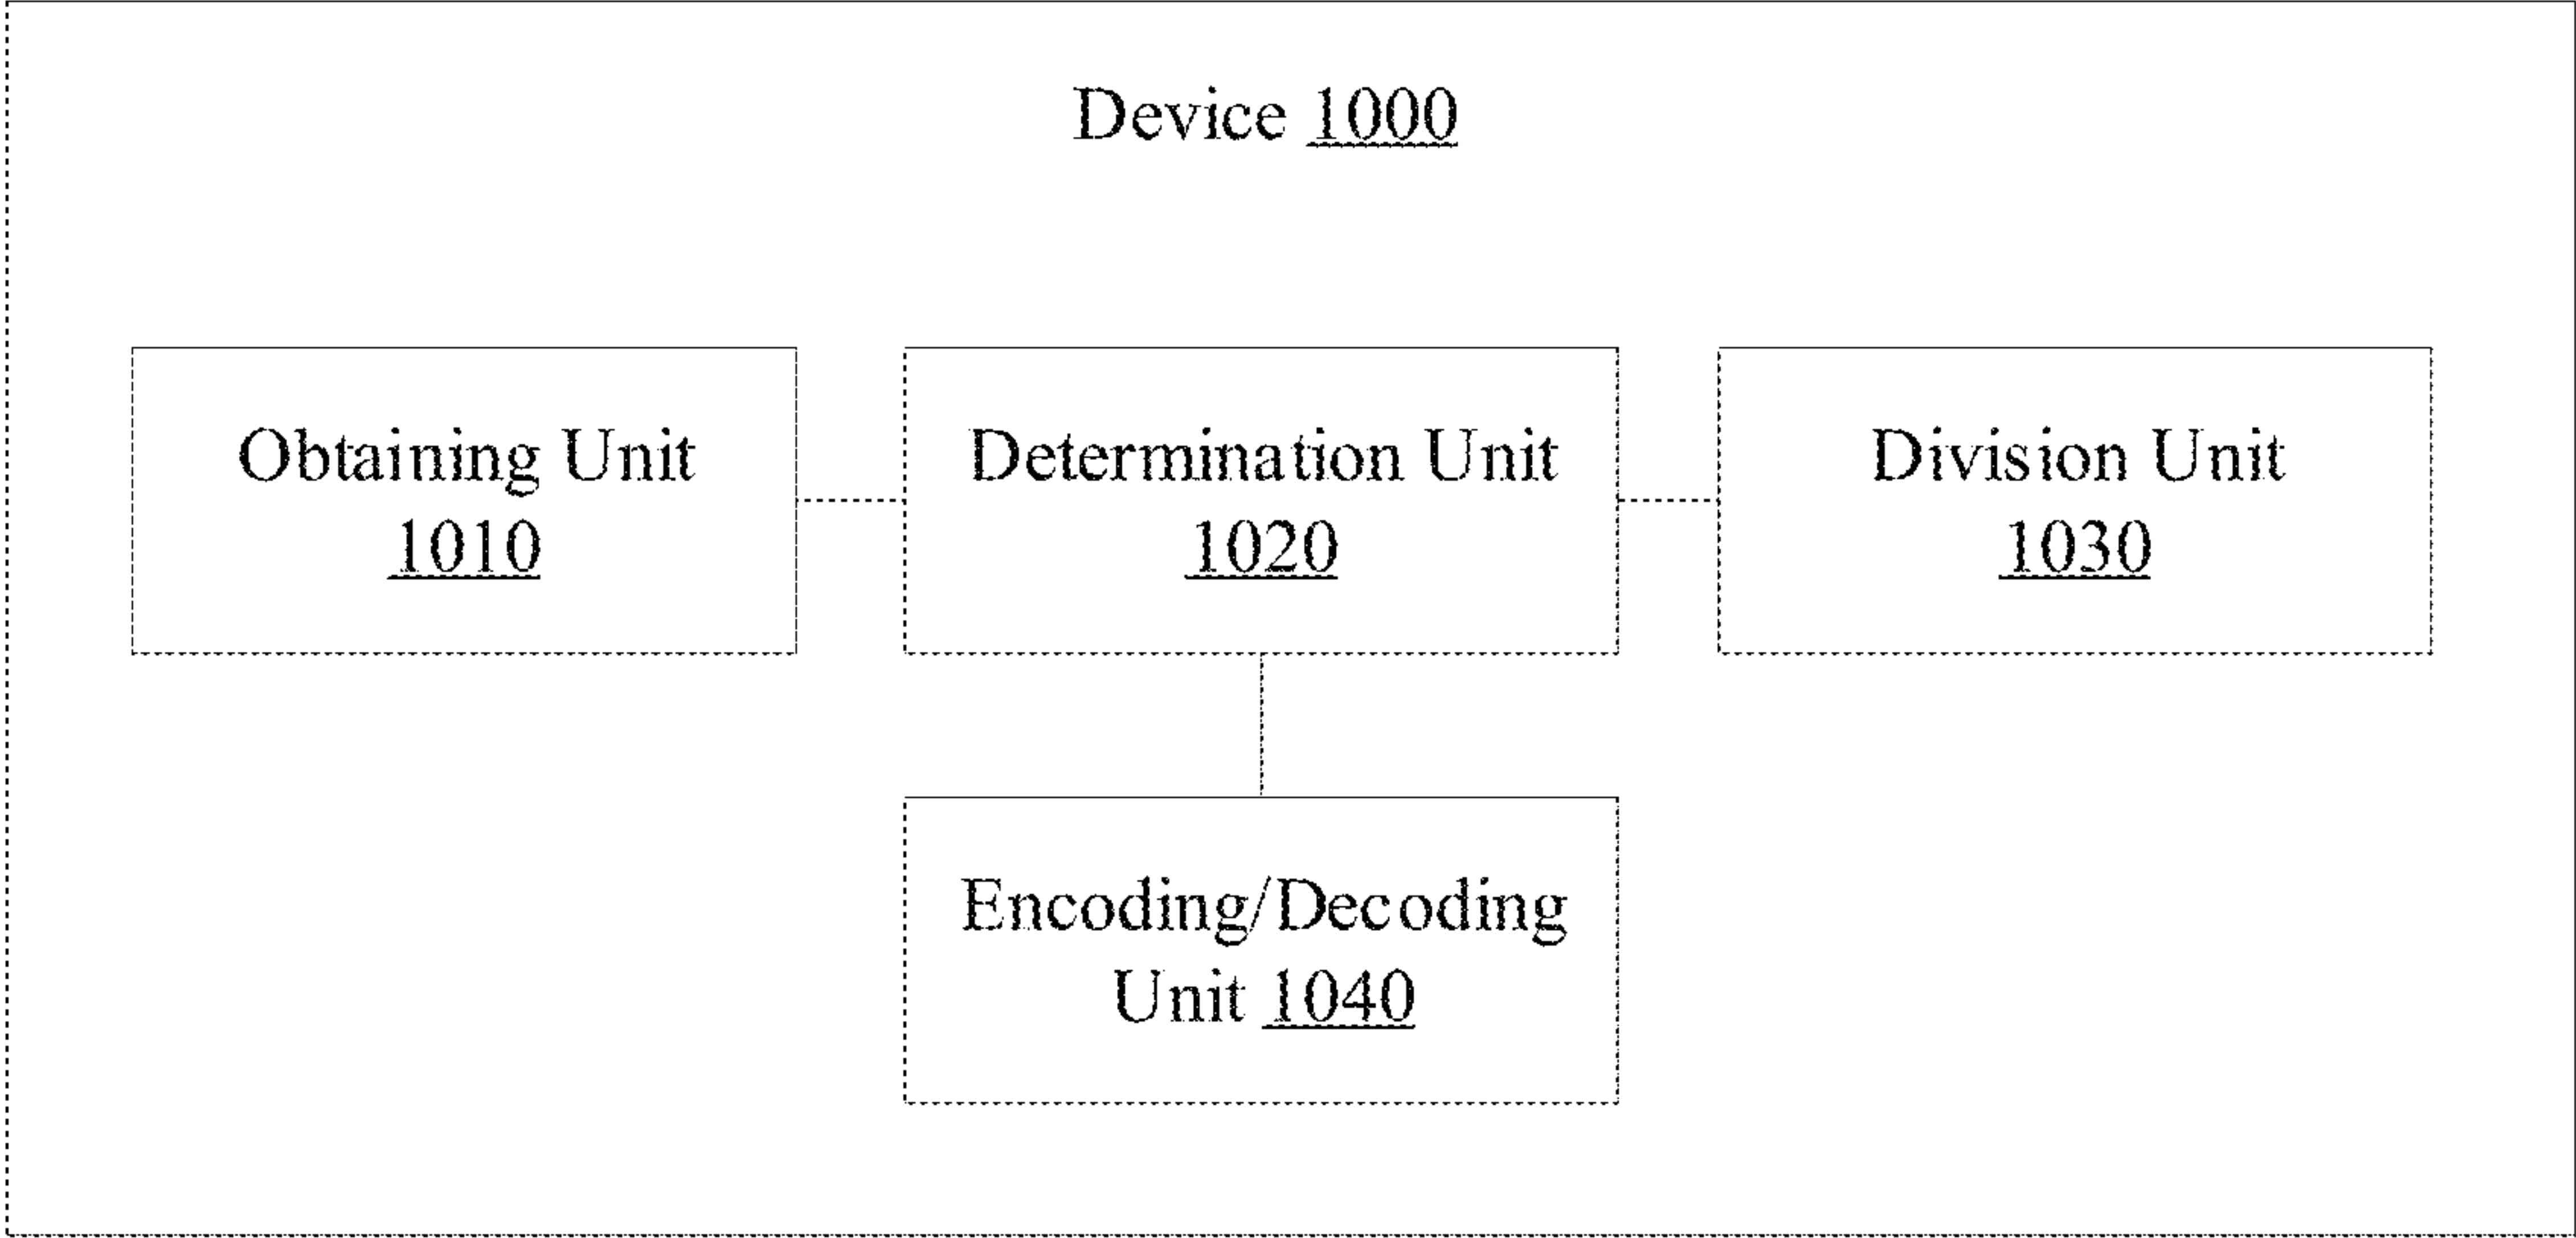 Device 1000
Obtaining Unit
1010
Determination Unit
1020
Division Unit
1030
Encoding/Decoding
Unit 1040